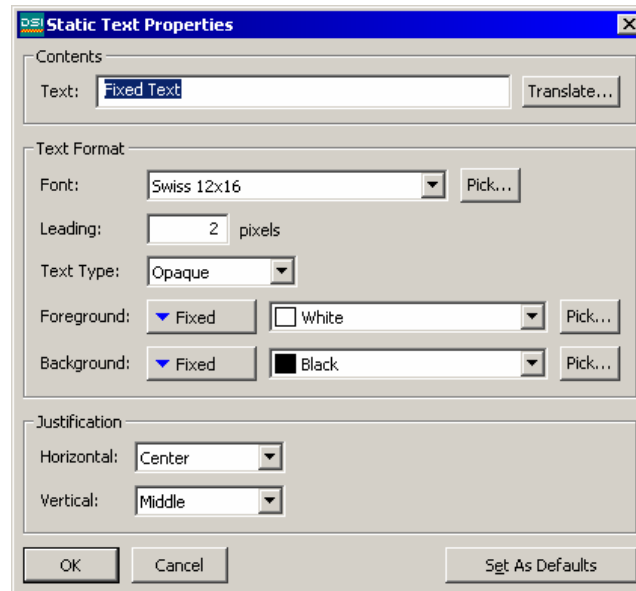 DSI Static Text Properties
Contents
Text: Fixed Text Translate...
Text Format
Font: Swiss 12x16 Pick...
Leading: 2 pixels
Text Type: Opaque
Foreground: Fixed White Pick...
Background: Fixed Black Pick...
Justification
Horizontal: Center
Vertical: Middle
OK Cancel Set As Defaults